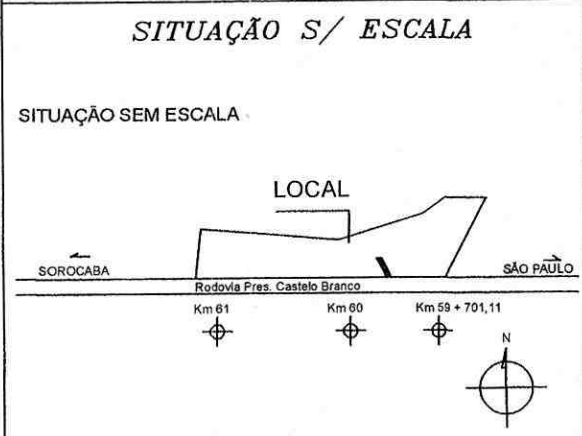 SITUAÇÃO S/ ESCALA
SITUAÇÃO SEM ESCALA
LOCAL
SOROCABA
SÃO PAULO
Rodovia Pres. Castelo Branco
Km 61
Km 60
Km 59 + 701,11
N